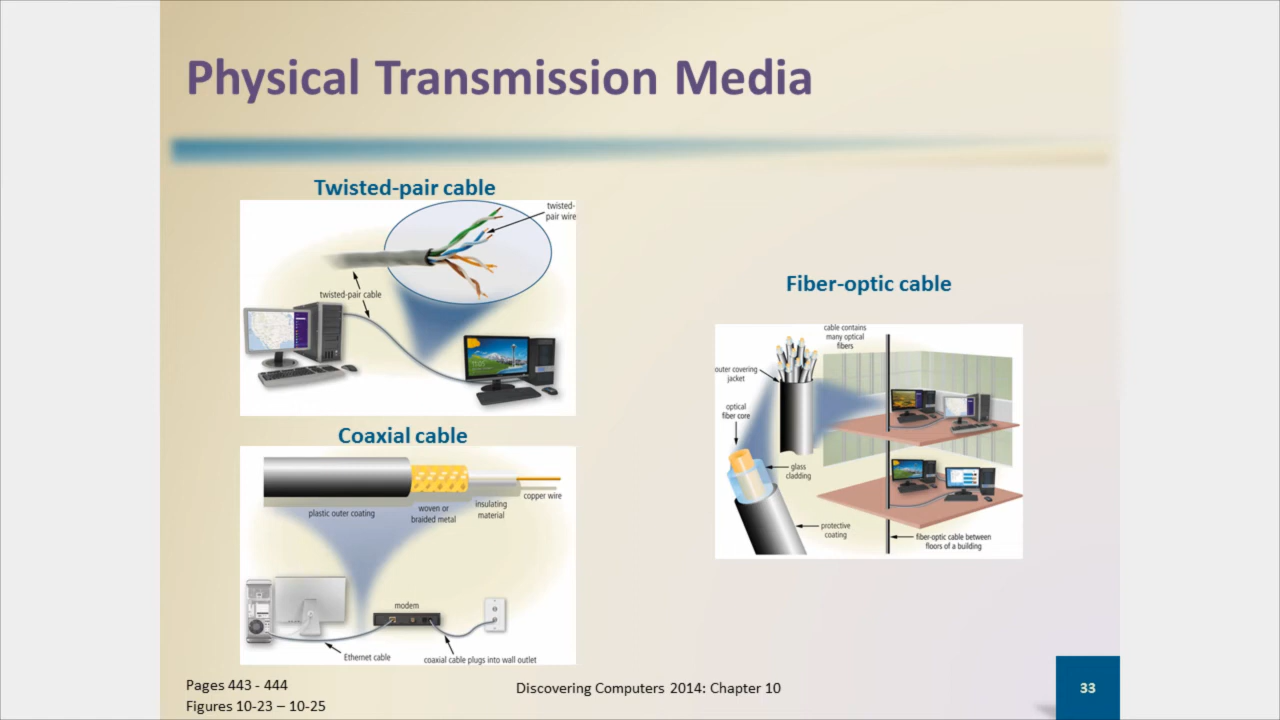 Physical Transmission Media
Twisted-pair cable
twisted-
pair wire
twisted-pair cable
Coaxial cable
plastic outer coating
woven or
braided metal
insulating
material
copper wire
modem
Ethernet cable
coaxial cable plugs into wall outlet
Fiber-optic cable
cable contains
many optical
fibers
outer covering
jacket
optical
fiber core
glass
cladding
protective
coating
fiber-optic cable between
floors of a building
Pages 443 - 444
Figures 10-23 – 10-25
Discovering Computers 2014: Chapter 10
33